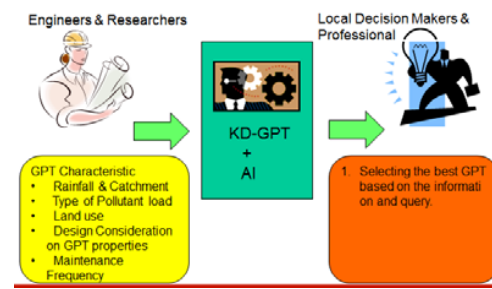 Engineers & Researchers
Local Decision Makers &
Professional
KD-GPT
+
AI
GPT Characteristic
• Rainfall & Catchment
• Type of Pollutant load
• Land use
• Design Consideration
on GPT properties
• Maintenance
Frequency
1. Selecting the best GPT
based on the informati
on and query.